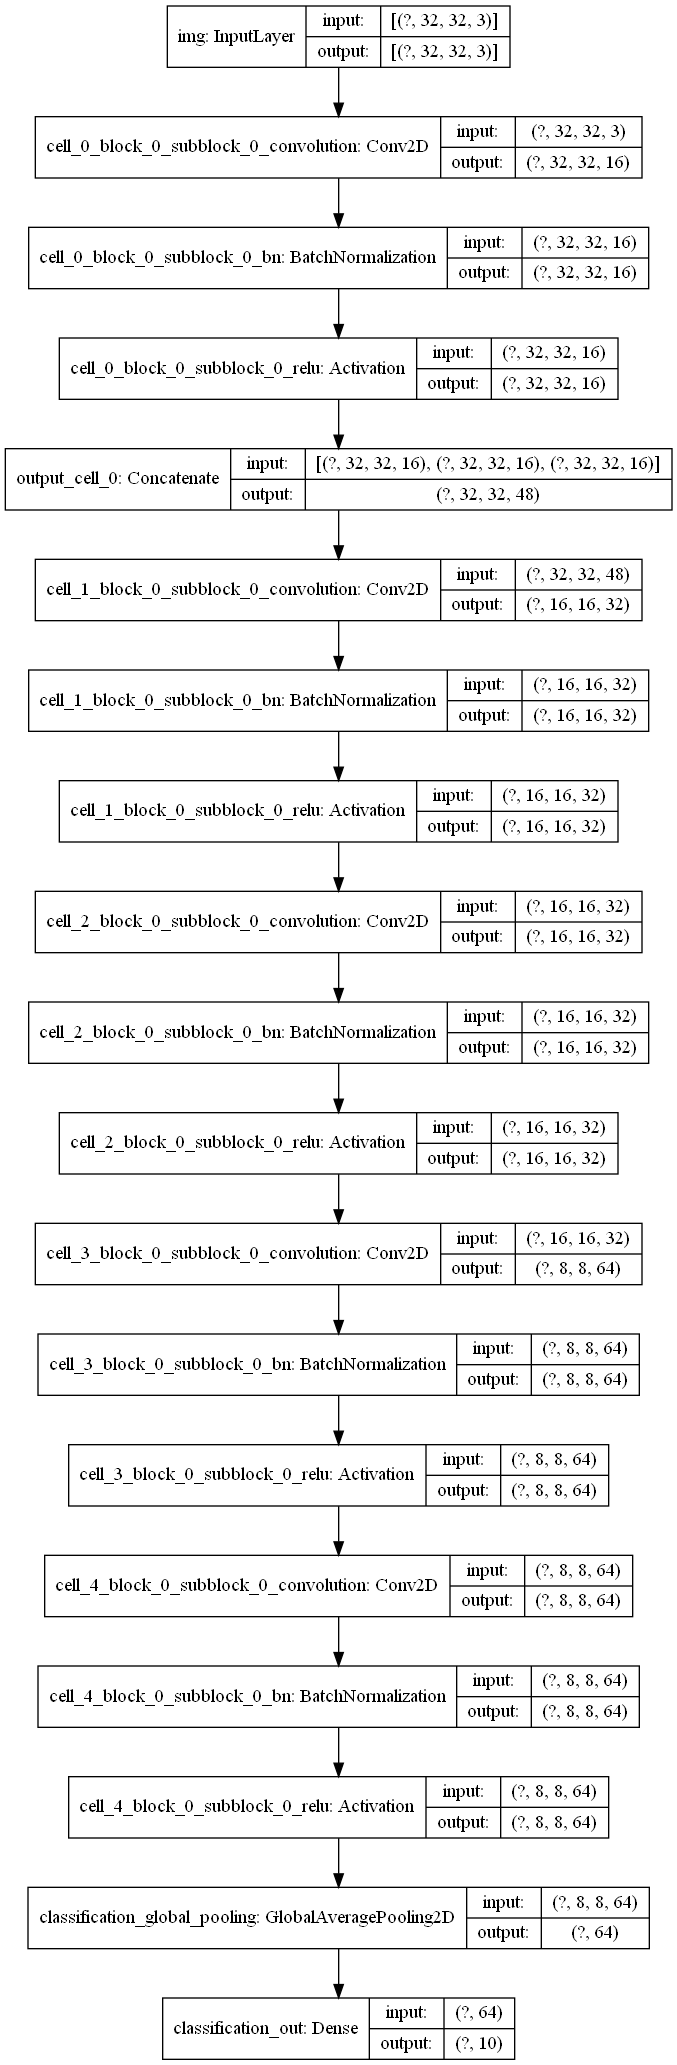 img: InputLayer
input:
[(?, 32, 32, 3)]
output:
[(?, 32, 32, 3)]
cell_0_block_0_subblock_0_convolution: Conv2D
input:
(?, 32, 32, 3)
output:
(?, 32, 32, 16)
cell_0_block_0_subblock_0_bn: BatchNormalization
input:
(?, 32, 32, 16)
output:
(?, 32, 32, 16)
cell_0_block_0_subblock_0_relu: Activation
input:
(?, 32, 32, 16)
output:
(?, 32, 32, 16)
output_cell_0: Concatenate
input:
[(?, 32, 32, 16), (?, 32, 32, 16), (?, 32, 32, 16)]
output:
(?, 32, 32, 48)
cell_1_block_0_subblock_0_convolution: Conv2D
input:
(?, 32, 32, 48)
output:
(?, 16, 16, 32)
cell_1_block_0_subblock_0_bn: BatchNormalization
input:
(?, 16, 16, 32)
output:
(?, 16, 16, 32)
cell_1_block_0_subblock_0_relu: Activation
input:
(?, 16, 16, 32)
output:
(?, 16, 16, 32)
cell_2_block_0_subblock_0_convolution: Conv2D
input:
(?, 16, 16, 32)
output:
(?, 16, 16, 32)
cell_2_block_0_subblock_0_bn: BatchNormalization
input:
(?, 16, 16, 32)
output:
(?, 16, 16, 32)
cell_2_block_0_subblock_0_relu: Activation
input:
(?, 16, 16, 32)
output:
(?, 16, 16, 32)
cell_3_block_0_subblock_0_convolution: Conv2D
input:
(?, 16, 16, 32)
output:
(?, 8, 8, 64)
cell_3_block_0_subblock_0_bn: BatchNormalization
input:
(?, 8, 8, 64)
output:
(?, 8, 8, 64)
cell_3_block_0_subblock_0_relu: Activation
input:
(?, 8, 8, 64)
output:
(?, 8, 8, 64)
cell_4_block_0_subblock_0_convolution: Conv2D
input:
(?, 8, 8, 64)
output:
(?, 8, 8, 64)
cell_4_block_0_subblock_0_bn: BatchNormalization
input:
(?, 8, 8, 64)
output:
(?, 8, 8, 64)
cell_4_block_0_subblock_0_relu: Activation
input:
(?, 8, 8, 64)
output:
(?, 8, 8, 64)
classification_global_pooling: GlobalAveragePooling2D
input:
(?, 8, 8, 64)
output:
(?, 64)
classification_out: Dense
input:
(?, 64)
output:
(?, 10)